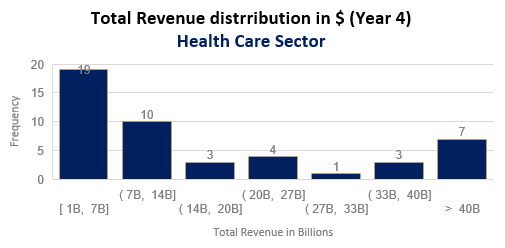 Total Revenue distrribution in $ (Year 4)
Health Care Sector
Frequency
20
15
10
5
0
19
10
3
4
1
3
7
[ 1B, 7B]
( 7B, 14B]
( 14B, 20B]
( 20B, 27B]
( 27B, 33B]
( 33B, 40B]
> 40B
Total Revenue in Billions